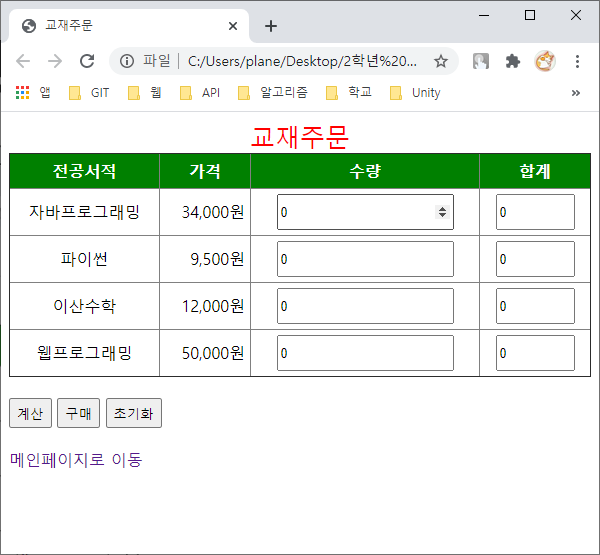 교재주문
파일 C:/Users/plane/Desktop/2학년%20...
앱 GIT 웹 API 알고리즘 학교 Unity
교재주문
전공서적 가격 수량 합계
자바프로그래밍 34,000원 0 0
파이썬 9,500원 0 0
이산수학 12,000원 0 0
웹프로그래밍 50,000원 0 0
계산 구매 초기화
메인페이지로 이동